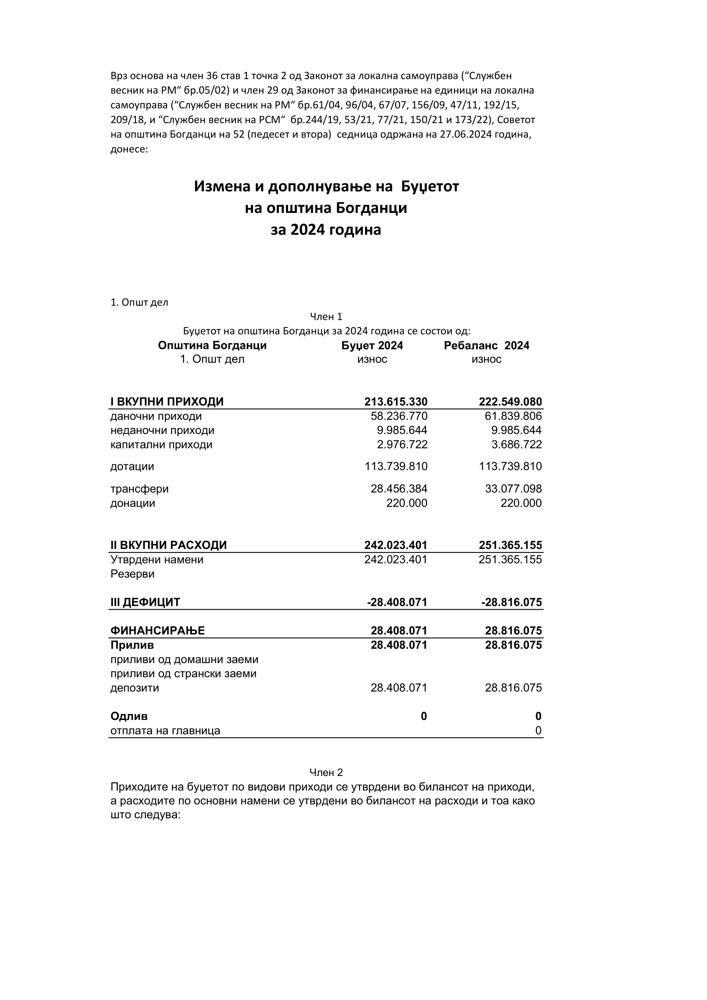 Врз основа на член 36 став 1 точка 2 од Законот за локална самоуправа (“Службен
весник на РМ“ бр.05/02) и член 29 од Законот за финансирање на единици на локална
самоуправа (“Службен весник на РМ“ бр.61/04, 96/04, 67/07, 156/09, 47/11, 192/15,
209/18, и “Службен весник на РСМ“ бр.244/19, 53/21, 77/21, 150/21 и 173/22), Советот
на општина Богданци на 52 (педесет и втора) седница одржана на 27.06.2024 година,
донесе:
Измена и дополнување на Буџетот
на општина Богданци
за 2024 година
1. Општ дел
Член 1
Буџетот на општина Богданци за 2024 година се состои од:
Општина Богданци Буџет 2024 Ребаланс 2024
1. Општ дел износ износ
I ВКУПНИ ПРИХОДИ 213.615.330 222.549.080
даночни приходи 58.236.770 61.839.806
неданочни приходи 9.985.644 9.985.644
капитални приходи 2.976.722 3.686.722
дотации 113.739.810 113.739.810
трансфери 28.456.384 33.077.098
донации 220.000 220.000
II ВКУПНИ РАСХОДИ 242.023.401 251.365.155
Утврдени намени 242.023.401 251.365.155
Резерви
III ДЕФИЦИТ -28.408.071 -28.816.075
ФИНАНСИРАЊЕ 28.408.071 28.816.075
Прилив 28.408.071 28.816.075
приливи од домашни заеми
приливи од странски заеми
депозити 28.408.071 28.816.075
Одлив 0 0
отплата на главница 0
Член 2
Приходите на буџетот по видови приходи се утврдени во билансот на приходи,
а расходите по основни намени се утврдени во билансот на расходи и тоа како
што следува: